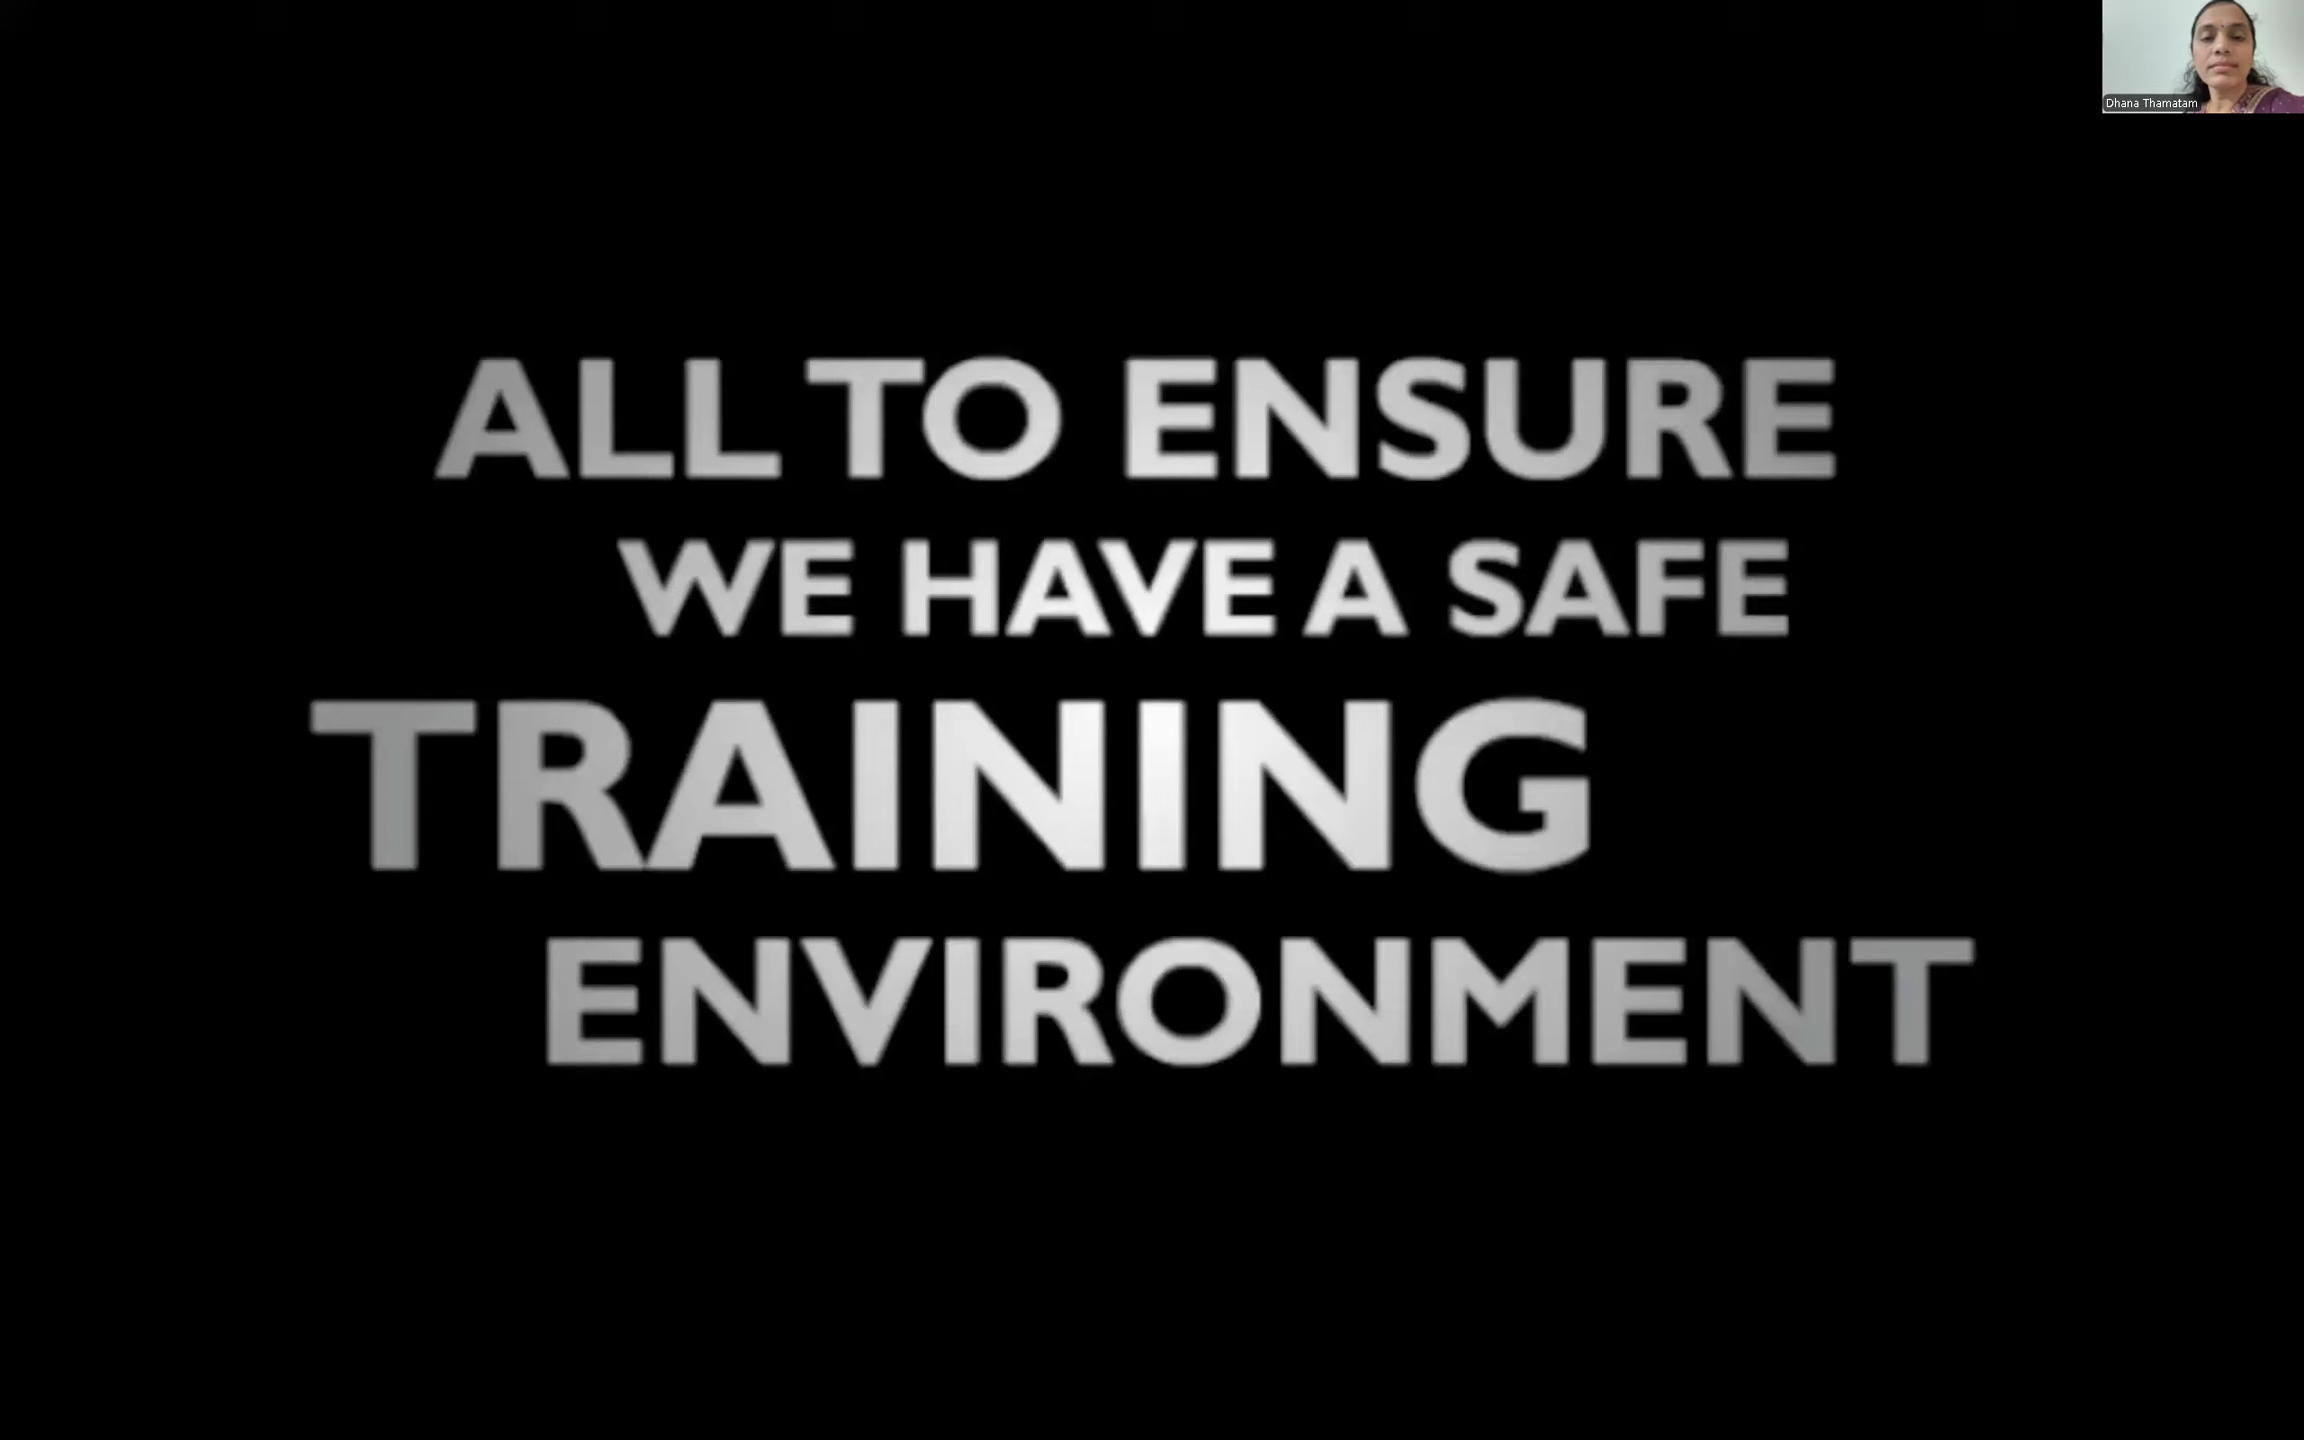 Dhana Thamatam
ALL TO ENSURE
WE HAVE A SAFE
TRAINING
ENVIRONMENT